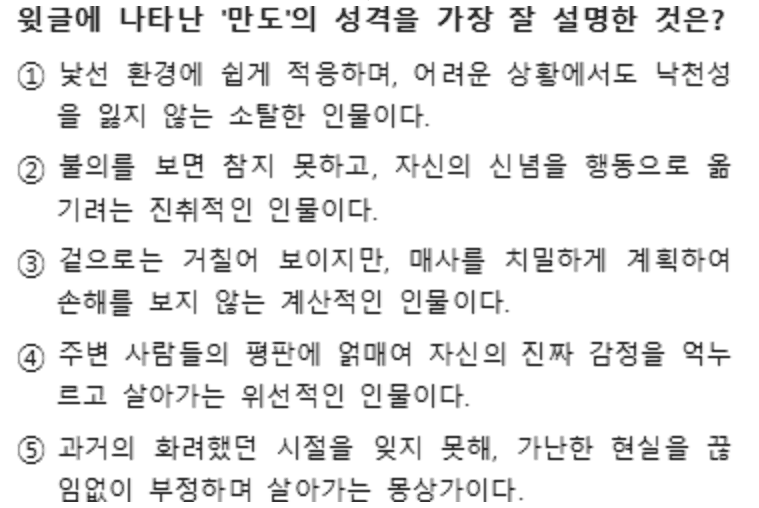 윗글에 나타난 '만도'의 성격을 가장 잘 설명한 것은?
① 낯선 환경에 쉽게 적응하며, 어려운 상황에서도 낙천성
을 잃지 않는 소탈한 인물이다.
② 불의를 보면 참지 못하고, 자신의 신념을 행동으로 옮
기려는 진취적인 인물이다.
③ 겉으로는 거칠어 보이지만, 매사를 치밀하게 계획하여
손해를 보지 않는 계산적인 인물이다.
④ 주변 사람들의 평판에 얽매여 자신의 진짜 감정을 억누
르고 살아가는 위선적인 인물이다.
⑤ 과거의 화려했던 시절을 잊지 못해, 가난한 현실을 끊
임없이 부정하며 살아가는 몽상가이다.